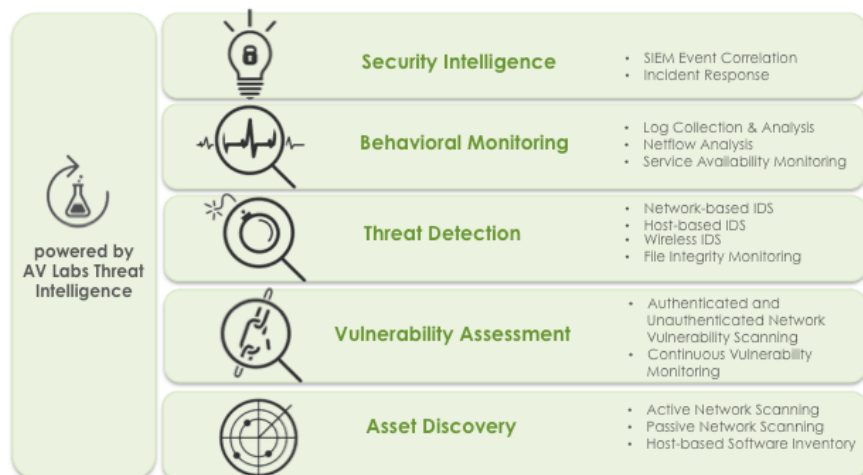 powered by
AV Labs Threat
Intelligence
Security Intelligence
• SIEM Event Correlation
• Incident Response
Behavioral Monitoring
• Log Collection & Analysis
• Netflow Analysis
• Service Availability Monitoring
Threat Detection
• Network-based IDS
• Host-based IDS
• Wireless IDS
• File Integrity Monitoring
Vulnerability Assessment
• Authenticated and
Unauthenticated Network
Vulnerability Scanning
• Continuous Vulnerability
Monitoring
Asset Discovery
• Active Network Scanning
• Passive Network Scanning
• Host-based Software Inventory